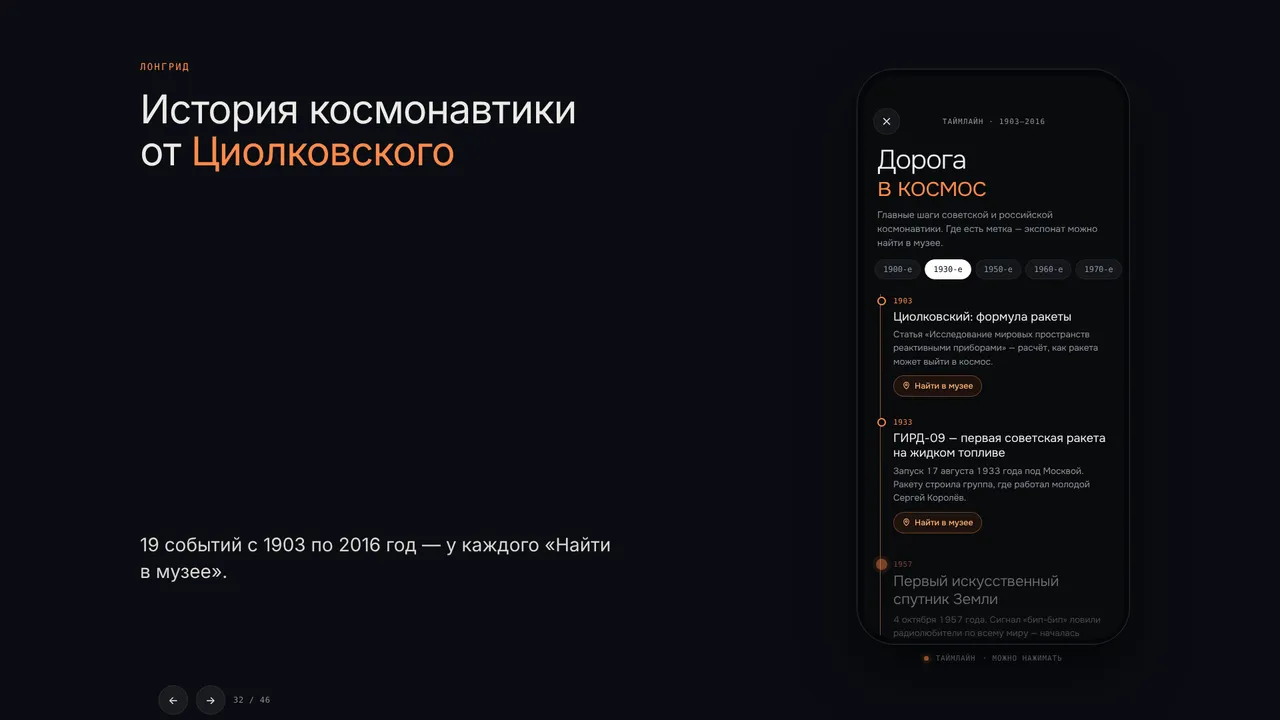 ЛОНГРИД
История космонавтики
от Циолковского
19 событий с 1903 по 2016 год — у каждого «Найти
в музее».
← → 32 / 46
× ТАЙМЛАЙН · 1903–2016
Дорога
в космос
Главные шаги советской и российской
космонавтики. Где есть метка — экспонат можно
найти в музее.
1900-е 1930-е 1950-е 1960-е 1970-е
1903
Циолковский: формула ракеты
Статья «Исследование мировых пространств
реактивными приборами» — расчёт, как ракета
может выйти в космос.
Найти в музее
1933
ГИРД-09 — первая советская ракета
на жидком топливе
Запуск 17 августа 1933 года под Москвой.
Ракету строила группа, где работал молодой
Сергей Королёв.
Найти в музее
1957
Первый искусственный
спутник Земли
4 октября 1957 года. Сигнал «бип-бип» ловили
радиолюбители по всему миру — началась
ТАЙМЛАЙН · МОЖНО НАЖИМАТЬ